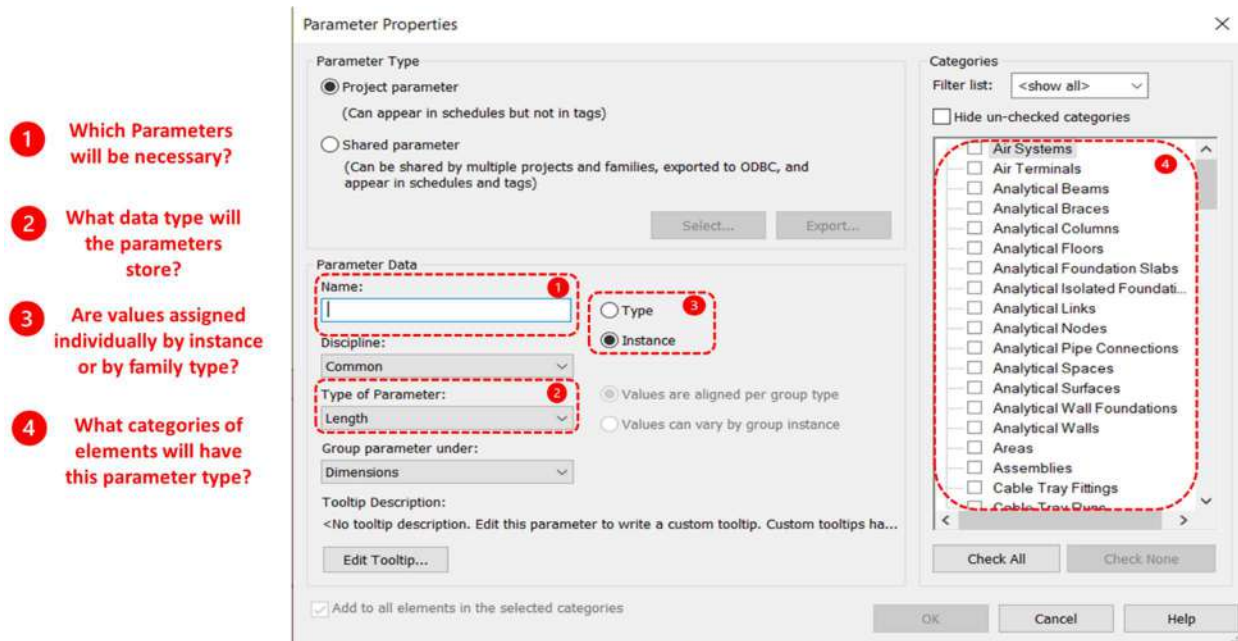 1
Which Parameters
will be necessary?
2
What data type will
the parameters
store?
3
Are values assigned
individually by instance
or by family type?
4
What categories of
elements will have
this parameter type?
Parameter Properties
Parameter Type
Project parameter
(Can appear in schedules but not in tags)
Shared parameter
(Can be shared by multiple projects and families, exported to ODBC, and
appear in schedules and tags)
Select...
Export...
Parameter Data
Name:
1
Type
3
Instance
Discipline:
Common
Type of Parameter:
2
Length
Values are aligned per group type
Values can vary by group instance
Group parameter under:
Dimensions
Tooltip Description:
<No tooltip description. Edit this parameter to write a custom tooltip. Custom tooltips ha...
Edit Tooltip...
Add to all elements in the selected categories
Categories
Filter list:
<show all>
Hide un-checked categories
4
Air Systems
Air Terminals
Analytical Beams
Analytical Braces
Analytical Columns
Analytical Floors
Analytical Foundation Slabs
Analytical Isolated Foundati...
Analytical Links
Analytical Nodes
Analytical Pipe Connections
Analytical Spaces
Analytical Surfaces
Analytical Wall Foundations
Analytical Walls
Areas
Assemblies
Cable Tray Fittings
Cable Tray Runs
Check All
Check None
OK
Cancel
Help